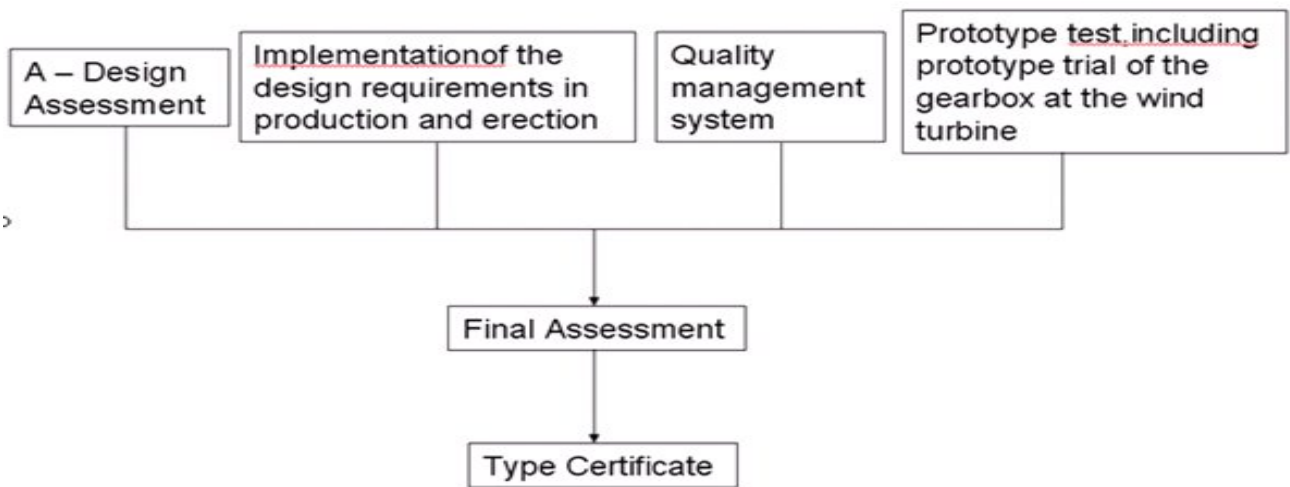 A – Design
Assessment
Implementationof the
design requirements in
production and erection
Quality
management
system
Prototype test,including
prototype trial of the
gearbox at the wind
turbine
Final Assessment
Type Certificate